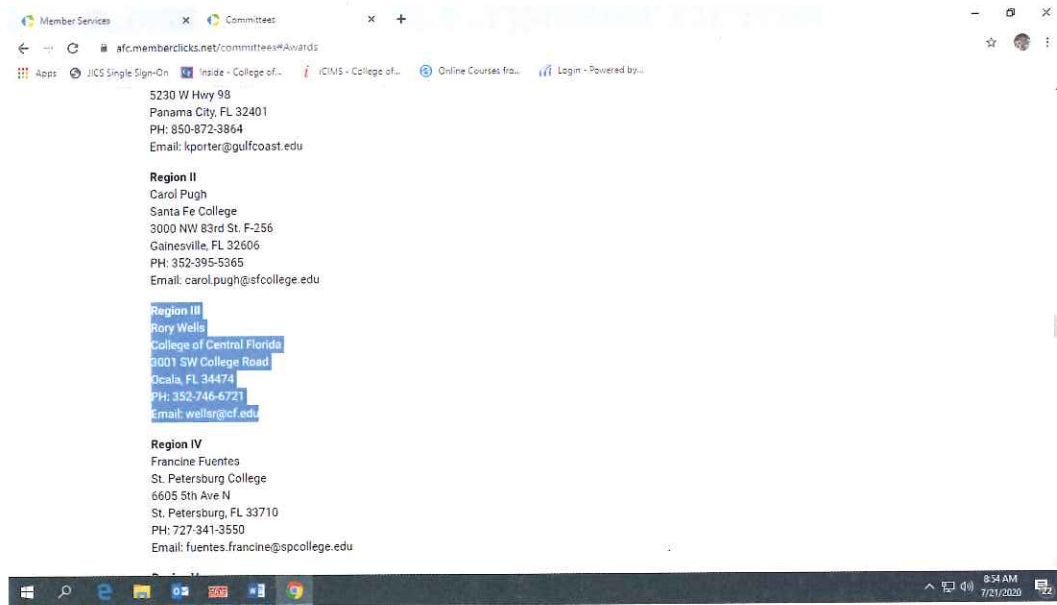 Member Services
Committees
afc.memberclicks.net/committees#Awards
Apps JICS Single Sign-On Inside - College of... iCIMS - College of... Online Courses fro... Login - Powered by...
5230 W Hwy 98
Panama City, FL 32401
PH: 850-872-3864
Email: kporter@gulfcoast.edu
Region II
Carol Pugh
Santa Fe College
3000 NW 83rd St. F-256
Gainesville, FL 32606
PH: 352-395-5365
Email: carol.pugh@sfcollege.edu
Region III
Rory Wells
College of Central Florida
3001 SW College Road
Ocala, FL 34474
PH: 352-746-6721
Email: wellsr@cf.edu
Region IV
Francine Fuentes
St. Petersburg College
6605 5th Ave N
St. Petersburg, FL 33710
PH: 727-341-3550
Email: fuentes.francine@spcollege.edu
8:54 AM
7/21/2020
22